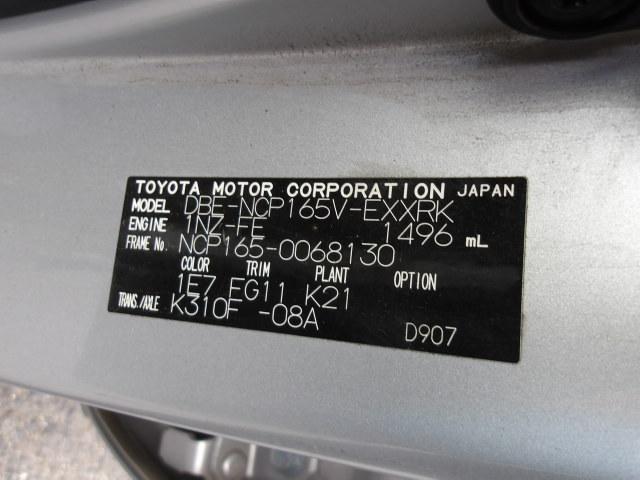 TOYOTA MOTOR CORPORATION JAPAN
MODEL DBE-NCP165V-EXXRK
ENGINE 1NZ-FE 1496 mL
FRAME No. NCP165-0068130
COLOR TRIM PLANT OPTION
1E7 FG11 K21
TRANS./AXLE K310F -08A
D907